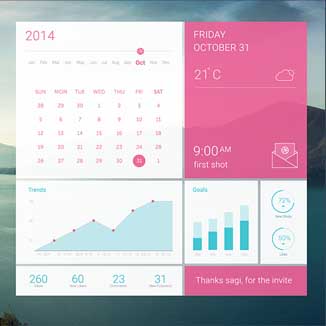 2014
Jan Feb Mar Apr May Jun Jul Aug Sep Oct Nov Dec
SUN MON TUE WED THU FRI SAT
28 29 30 1 2 3 4
5 6 7 8 9 10 11
12 13 14 15 16 17 18
19 20 21 22 23 24 25
26 27 28 29 30 31 1
FRIDAY
OCTOBER 31
21°C
9:00AM
first shot
Trends
Goals
72%
50%
260
60
23
31
Thanks sagi, for the invite